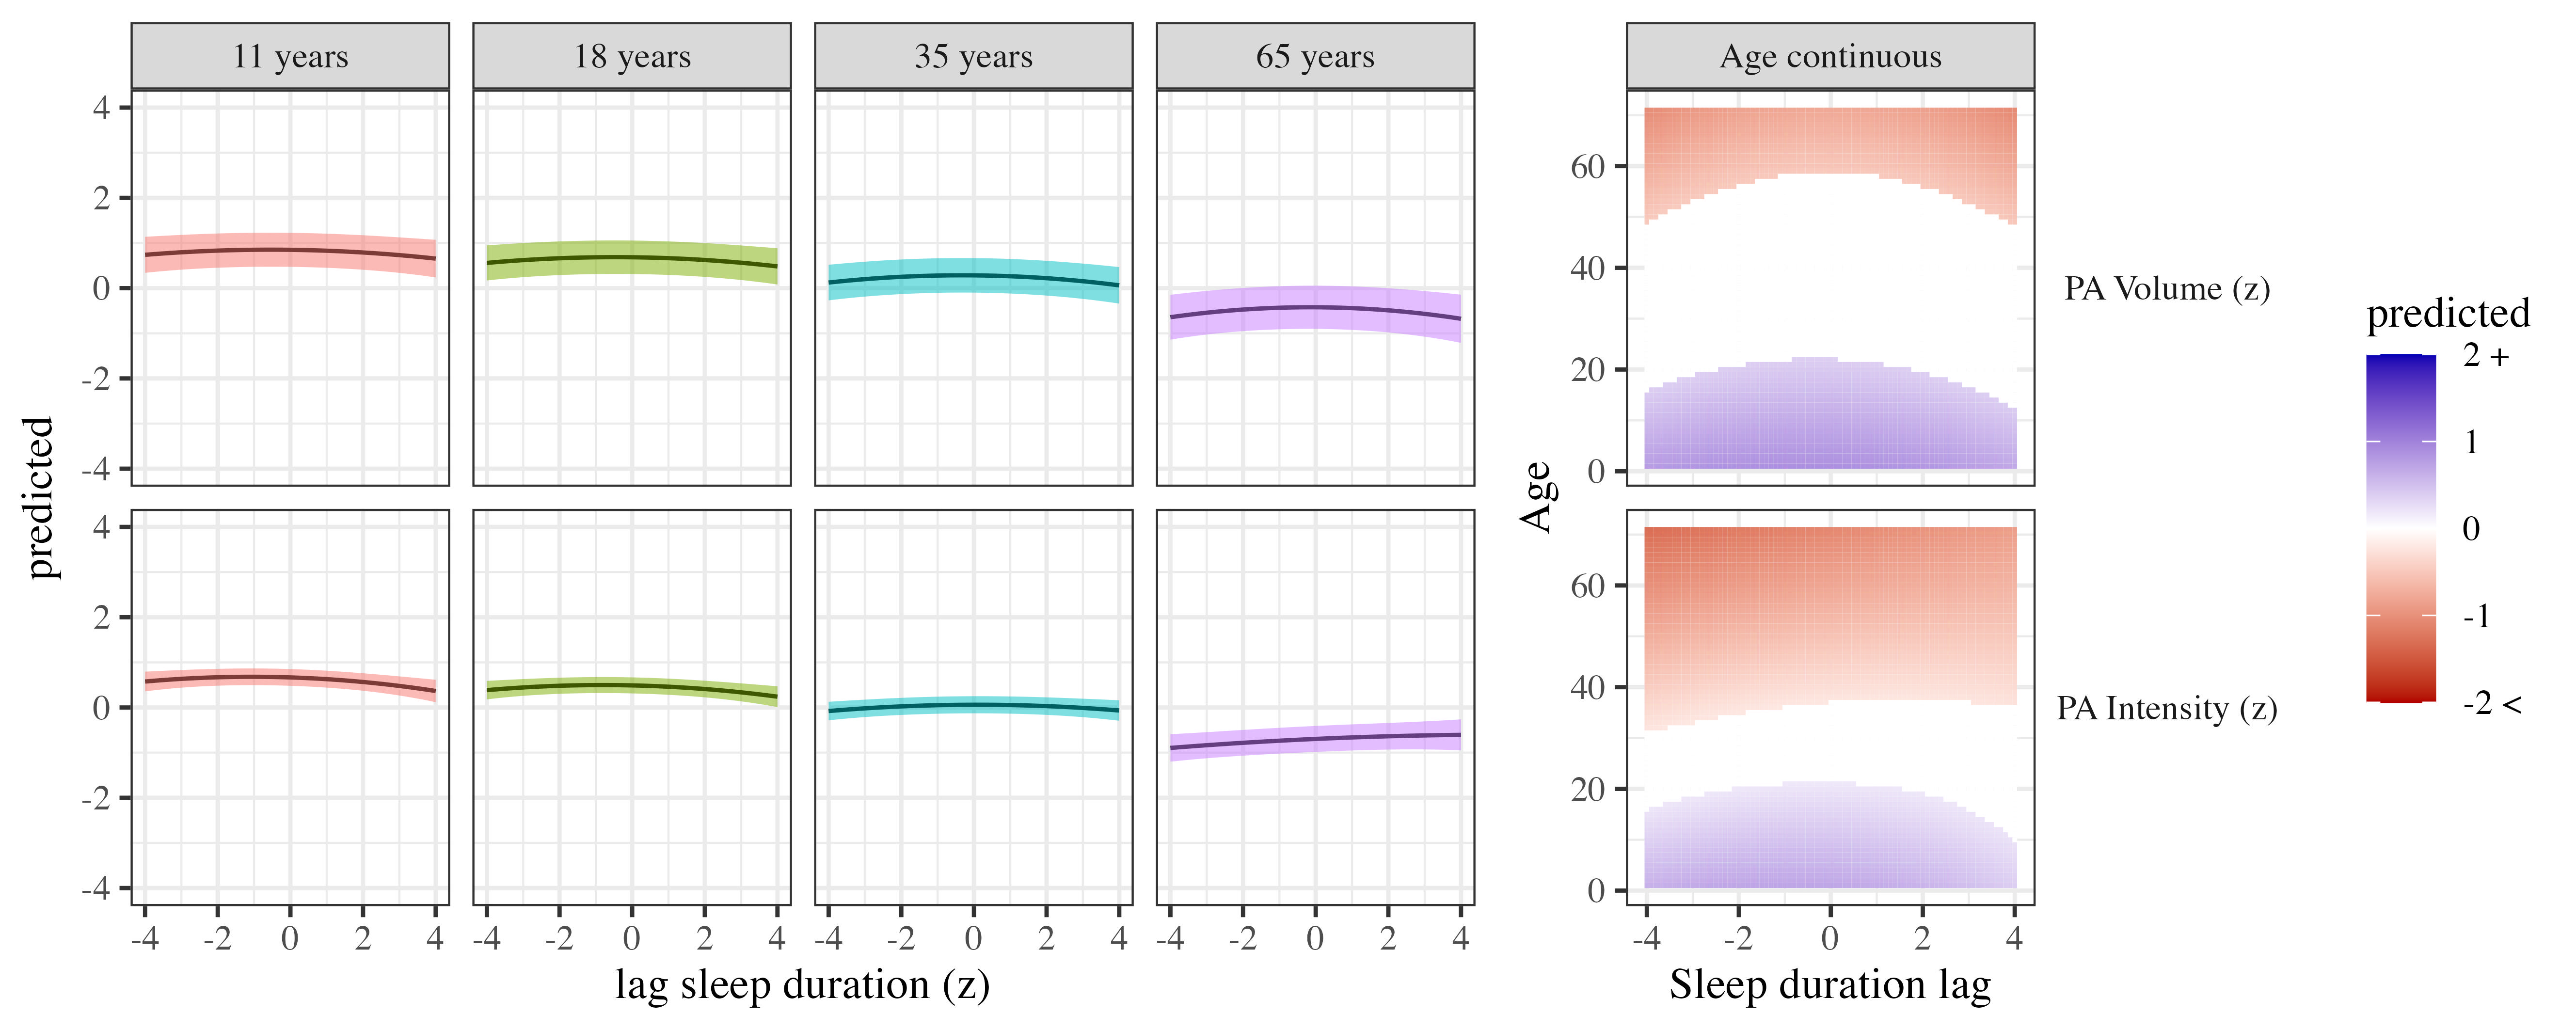 11 years
18 years
35 years
65 years
Age continuous
4
2
0
-2
-4
60
40
20
0
PA Volume (z)
predicted
2 +
1
0
-1
-2 <
predicted
Age
4
2
0
-2
-4
60
40
20
0
PA Intensity (z)
-4 -2 0 2 4
-4 -2 0 2 4
-4 -2 0 2 4
-4 -2 0 2 4
-4 -2 0 2 4
lag sleep duration (z)
Sleep duration lag